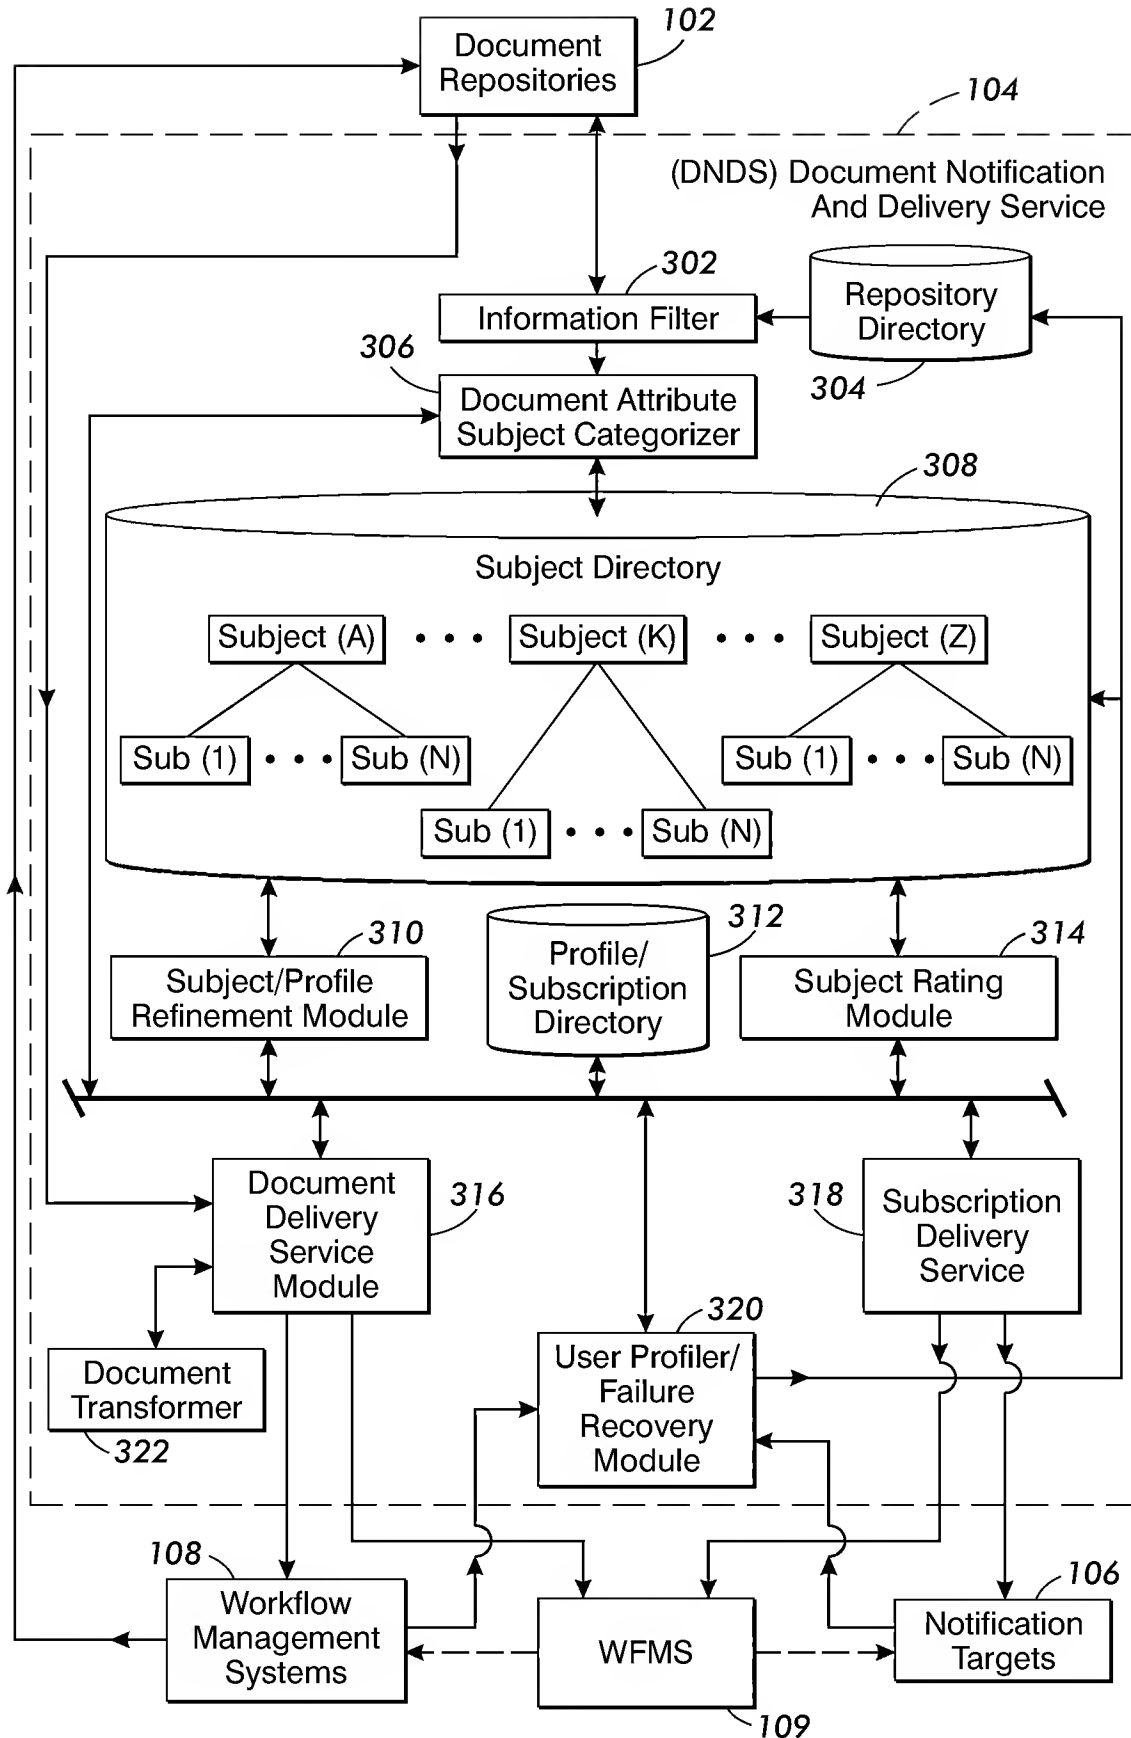 102
Document
Repositories
104
(DNDS) Document Notification
And Delivery Service
302
Information Filter
Repository
Directory
304
306
Document Attribute
Subject Categorizer
308
Subject Directory
Subject (A)
Subject (K)
Subject (Z)
Sub (1)
Sub (N)
Sub (1)
Sub (N)
Sub (1)
Sub (N)
310
Subject/Profile
Refinement Module
312
Profile/
Subscription
Directory
314
Subject Rating
Module
Document
Delivery
Service
Module
316
318
Subscription
Delivery
Service
320
User Profiler/
Failure
Recovery
Module
Document
Transformer
322
108
Workflow
Management
Systems
WFMS
109
106
Notification
Targets